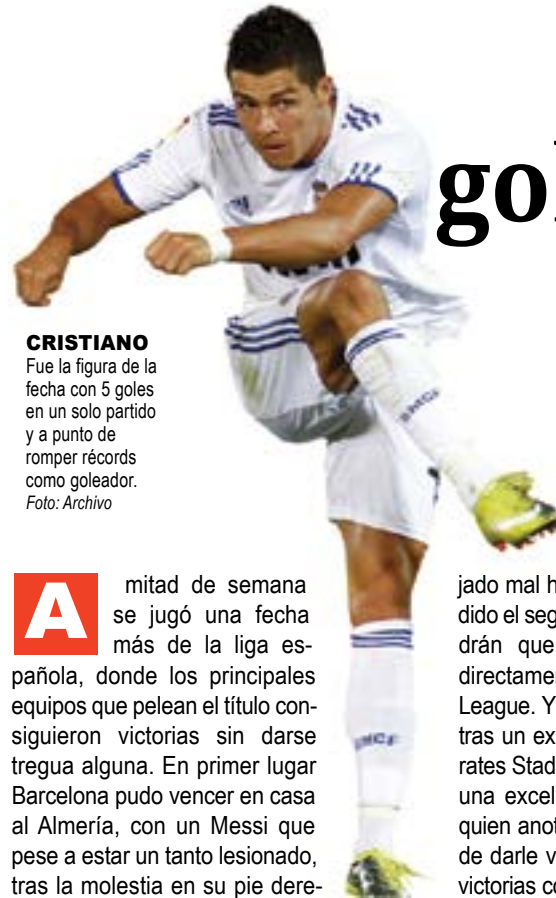 gol
CRISTIANO
Fue la figura de la
fecha con 5 goles
en un solo partido
y a punto de
romper récords
como goleador.
Foto: Archivo
A mitad de semana
se jugó una fecha
más de la liga es-
pañola, donde los principales
equipos que pelean el título con-
siguieron victorias sin darse
tregua alguna. En primer lugar
Barcelona pudo vencer en casa
al Almería, con un Messi que
pese a estar un tanto lesionado,
tras la molestia en su pie dere-
jado mal h
dido el seg
drán que
directamen
League. Y
tras un ex
rates Stad
una excel
quien anot
de darle v
victorias co
RMCF
RMCF